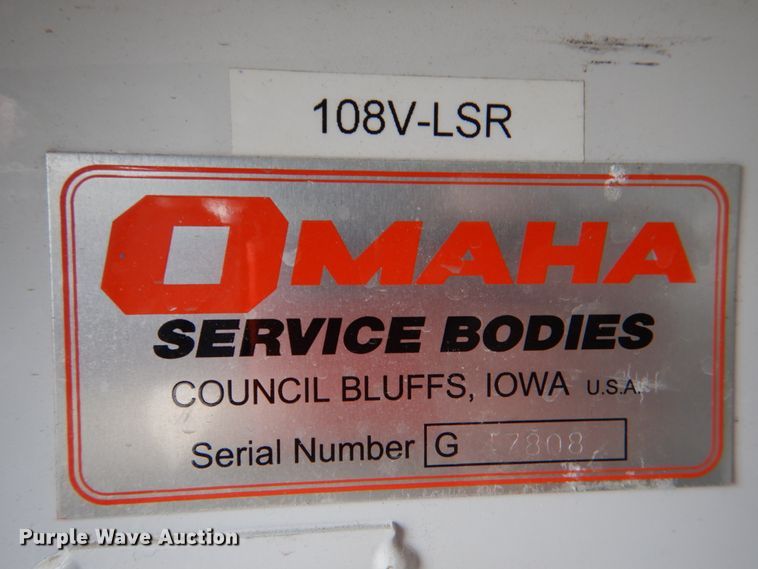 108V-LSR
OMAHA
SERVICE BODIES
COUNCIL BLUFFS, IOWA U.S.A.
Serial Number G
Purple Wave Auction